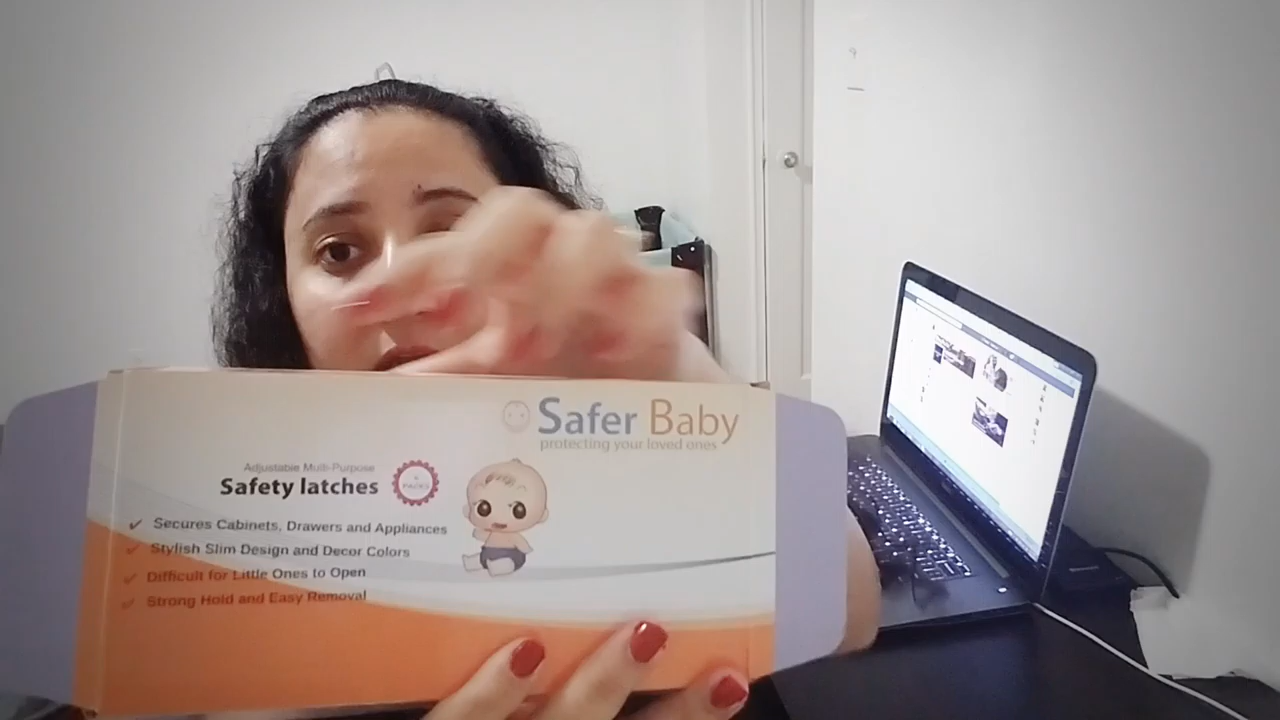 Safer Baby
protecting your loved ones
Adjustable Multi-Purpose
Safety latches
PACKS
Secures Cabinets, Drawers and Appliances
Stylish Slim Design and Decor Colors
Difficult for Little Ones to Open
Strong Hold and Easy Removal